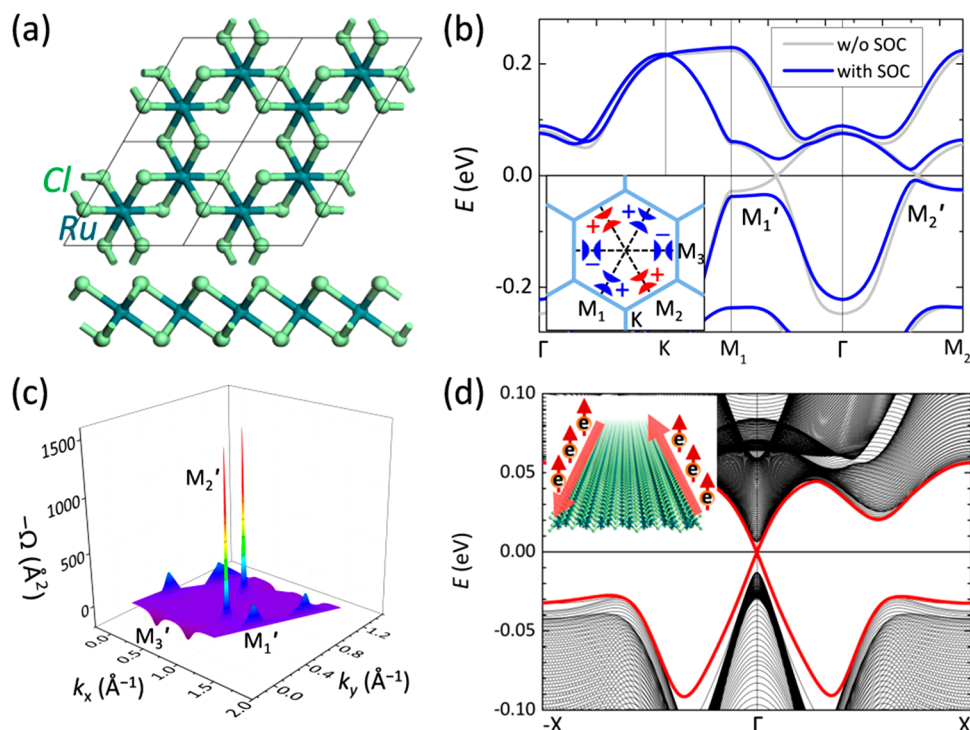 (a)
Cl
Ru
(b)
E (eV)
0.2
0.0
-0.2
w/o SOC
with SOC
M₁′
M₂′
+
+
−
−
+
+
M₃
M₁
M₂
K
Γ
K
M₁
Γ
M₂
(c)
−Ω (Å²)
1500
1000
500
0
M₂′
M₃′
M₁′
0.0
0.5
1.0
1.5
2.0
kₓ (Å⁻¹)
0.0
0.4
0.8
1.2
k_y (Å⁻¹)
(d)
E (eV)
0.10
0.05
0.00
-0.05
-0.10
e
e
e
e
e
e
-X
Γ
X